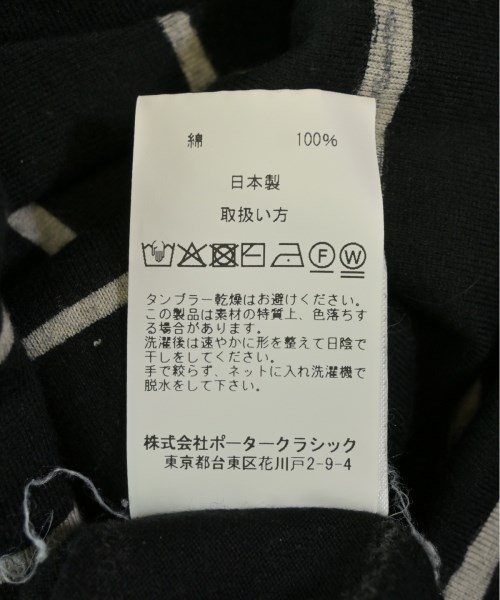 綿 100%
日本製
取扱い方
F W
タンブラー乾燥はお避けください。
この製品は素材の特質上、色落ちす
る場合があります。
洗濯後は速やかに形を整えて日陰で
干しをしてください。
手で絞らず、ネットに入れ洗濯機で
脱水をして下さい。
株式会社ポータークラシック
東京都台東区花川戸2-9-4